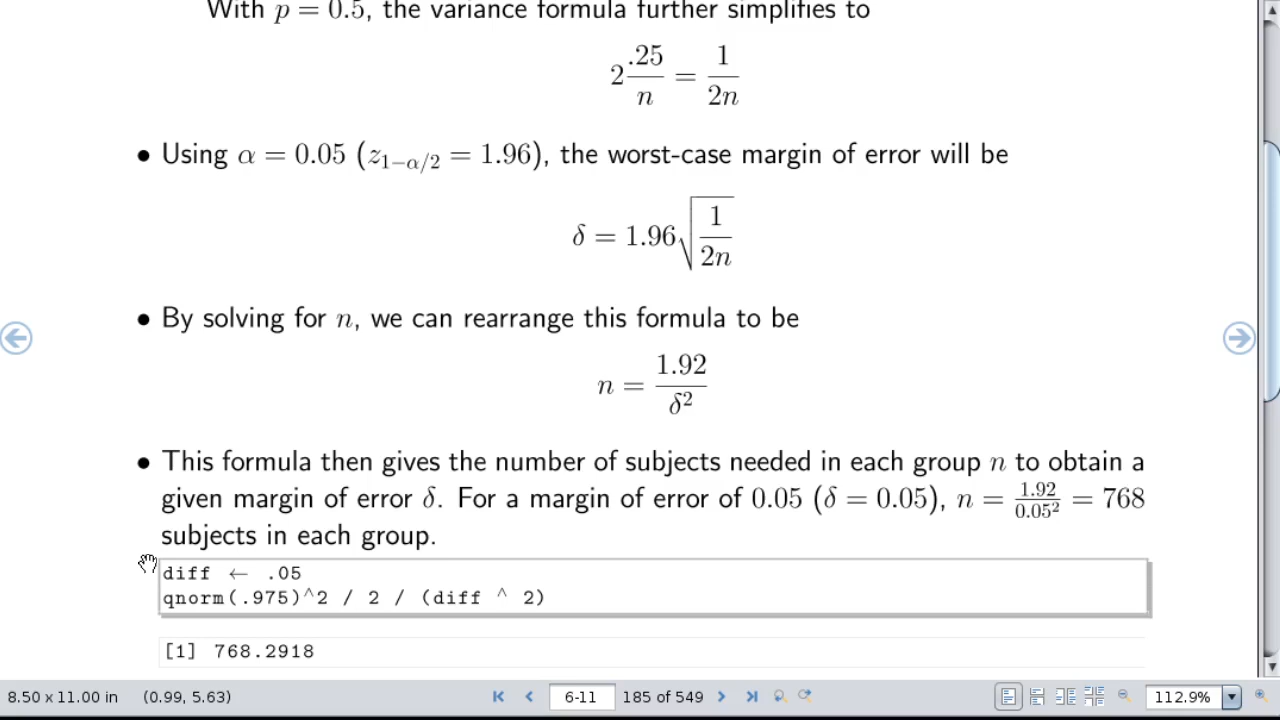 With p = 0.5, the variance formula further simplifies to
2 .25/n = 1/2n
• Using α = 0.05 (z₁₋α/₂ = 1.96), the worst-case margin of error will be
δ = 1.96√(1/2n)
• By solving for n, we can rearrange this formula to be
n = 1.92/δ²
• This formula then gives the number of subjects needed in each group n to obtain a
given margin of error δ. For a margin of error of 0.05 (δ = 0.05), n = 1.92/0.05² = 768
subjects in each group.
diff ← .05
qnorm(.975)^2 / 2 / (diff ^ 2)
[1] 768.2918
8.50 x 11.00 in (0.99, 5.63) 6-11 185 of 549 112.9%